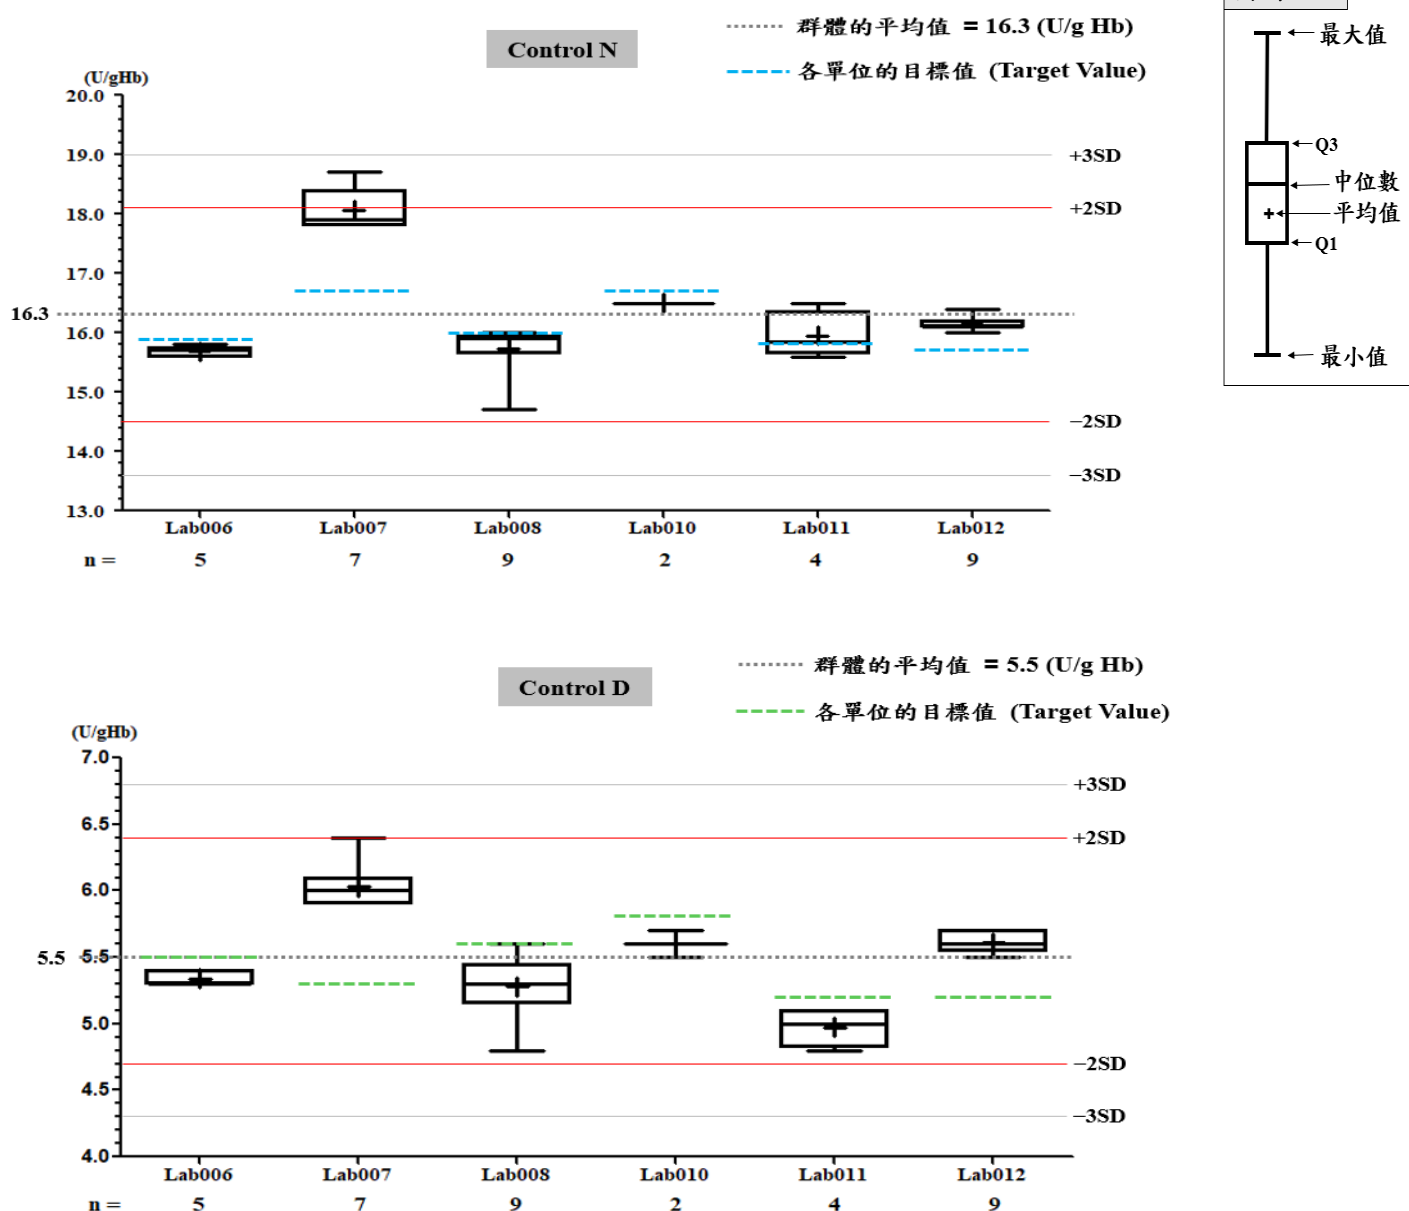 Control N
群體的平均值 = 16.3 (U/g Hb)
各單位的目標值 (Target Value)
(U/gHb)
20.0
19.0
18.0
17.0
16.3
16.0
15.0
14.0
13.0
+3SD
+2SD
−2SD
−3SD
Lab006 Lab007 Lab008 Lab010 Lab011 Lab012
n = 5 7 9 2 4 9
最大值
Q3
中位數
平均值
Q1
最小值
Control D
群體的平均值 = 5.5 (U/g Hb)
各單位的目標值 (Target Value)
(U/gHb)
7.0
6.5
6.0
5.5
5.5
5.0
4.5
4.0
+3SD
+2SD
−2SD
−3SD
Lab006 Lab007 Lab008 Lab010 Lab011 Lab012
n = 5 7 9 2 4 9